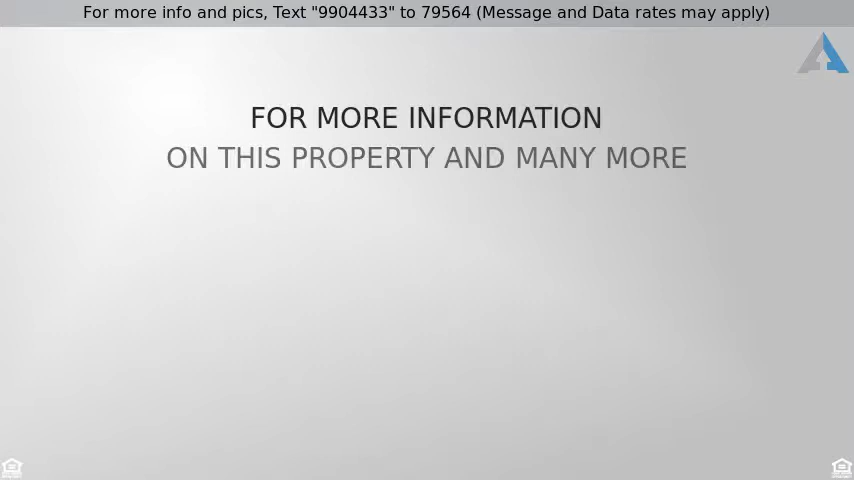 For more info and pics, Text "9904433" to 79564 (Message and Data rates may apply)
FOR MORE INFORMATION
ON THIS PROPERTY AND MANY MORE